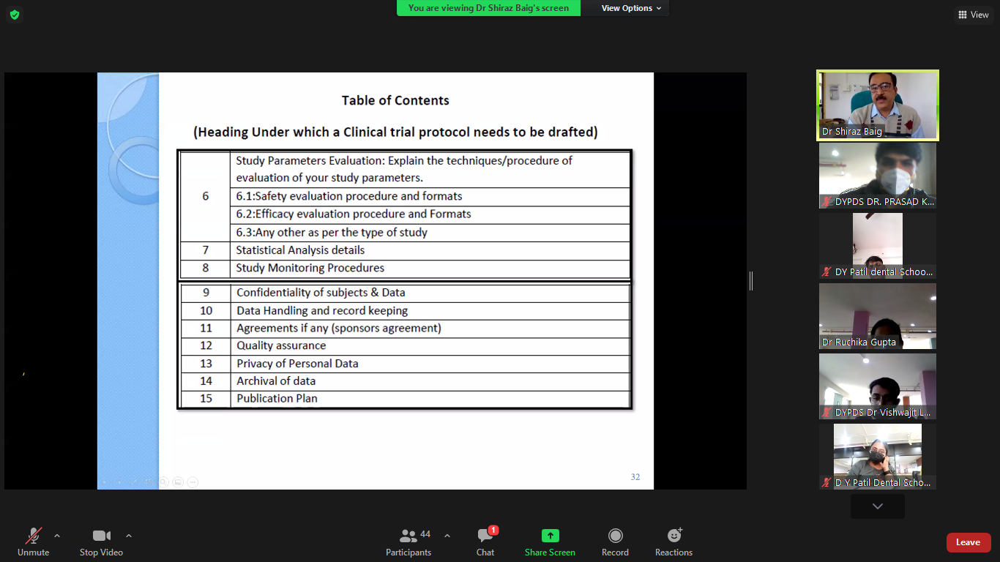 You are viewing Dr Shiraz Baig's screen
View Options
View
Table of Contents
(Heading Under which a Clinical trial protocol needs to be drafted)
6
Study Parameters Evaluation: Explain the techniques/procedure of
evaluation of your study parameters.
6.1:Safety evaluation procedure and formats
6.2:Efficacy evaluation procedure and Formats
6.3:Any other as per the type of study
7 Statistical Analysis details
8 Study Monitoring Procedures
9 Confidentiality of subjects & Data
10 Data Handling and record keeping
11 Agreements if any (sponsors agreement)
12 Quality assurance
13 Privacy of Personal Data
14 Archival of data
15 Publication Plan
32
Dr Shiraz Baig
DYPDS DR. PRASAD K...
DY Patil dental Schoo...
Dr Ruchika Gupta
DYPDS Dr Vishwajit L...
D Y Patil Dental Scho...
Unmute
Stop Video
Participants
44
Chat
1
Share Screen
Record
Reactions
Leave